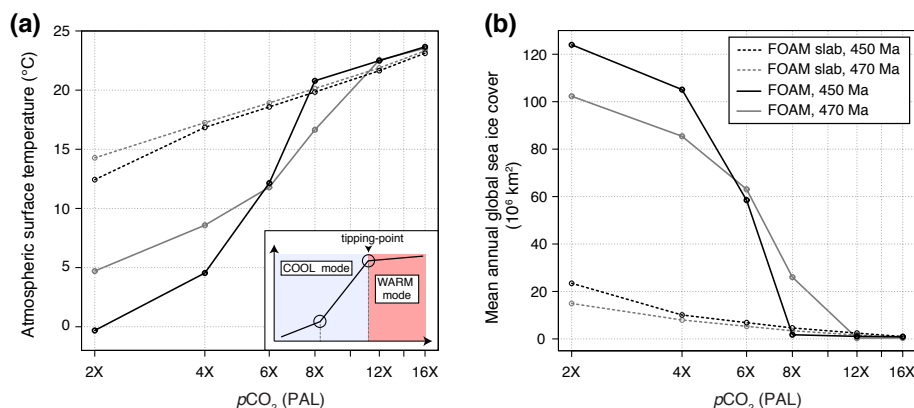 (a)
25
20
15
10
5
0
Atmospheric surface temperature (°C)
tipping-point
COOL mode
WARM
mode
2X 4X 6X 8X 12X 16X
pCO₂ (PAL)
(b)
120
100
80
60
40
20
0
Mean annual global sea ice cover
(10⁶ km²)
FOAM slab, 450 Ma
FOAM slab, 470 Ma
FOAM, 450 Ma
FOAM, 470 Ma
2X 4X 6X 8X 12X 16X
pCO₂ (PAL)